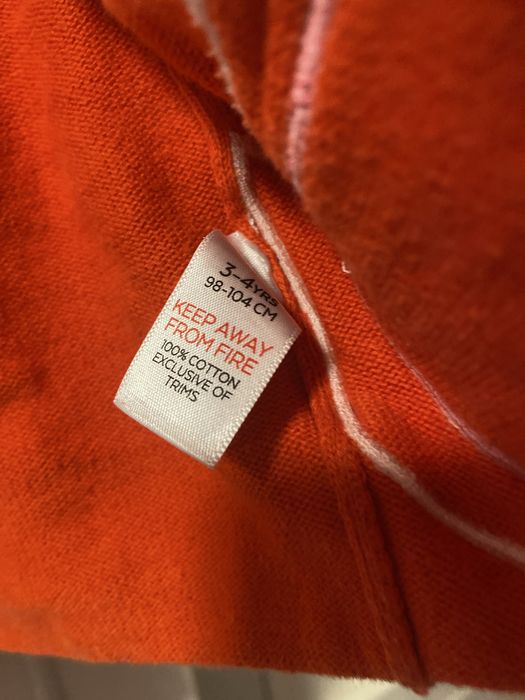 3-4YRS
98-104 CM
KEEP AWAY
FROM FIRE
100% COTTON
EXCLUSIVE OF
TRIMS